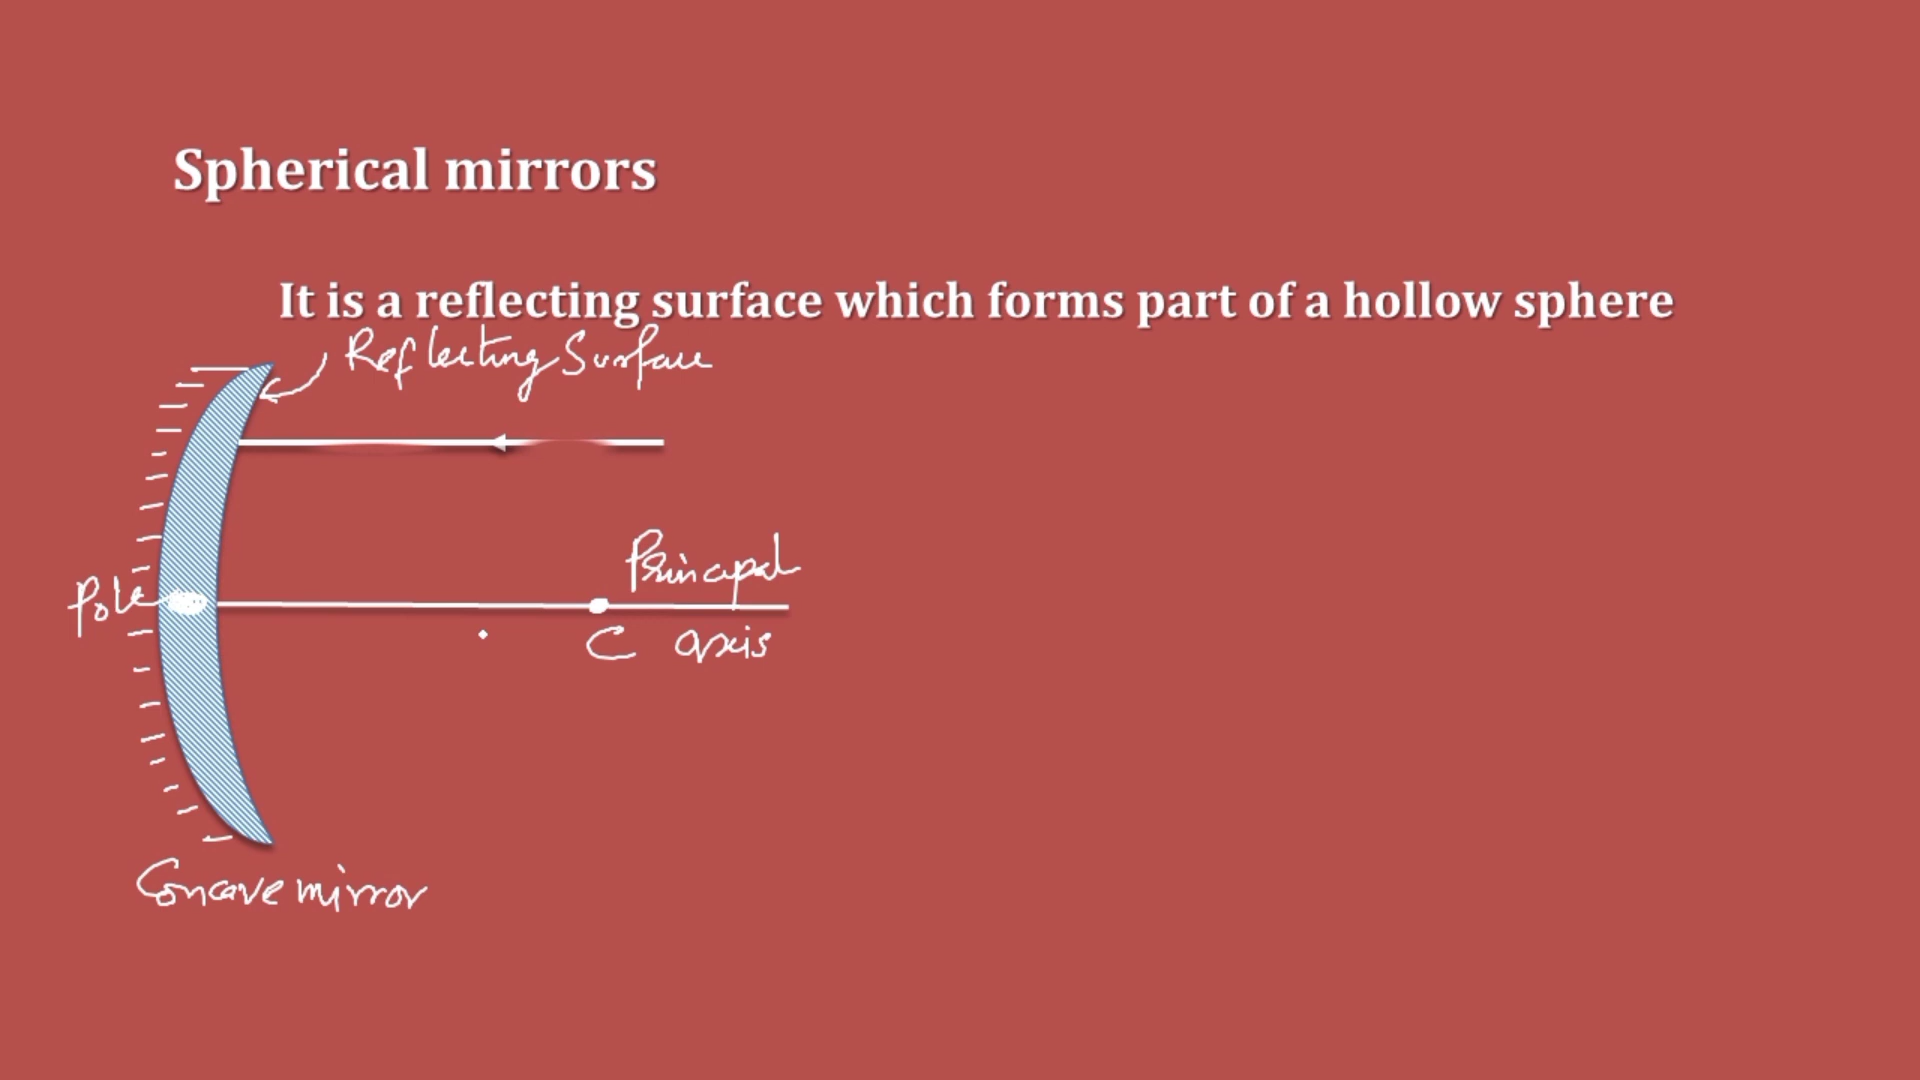 Spherical mirrors
It is a reflecting surface which forms part of a hollow sphere
Reflecting Surface
Principal
Pole
C axis
Concave mirror